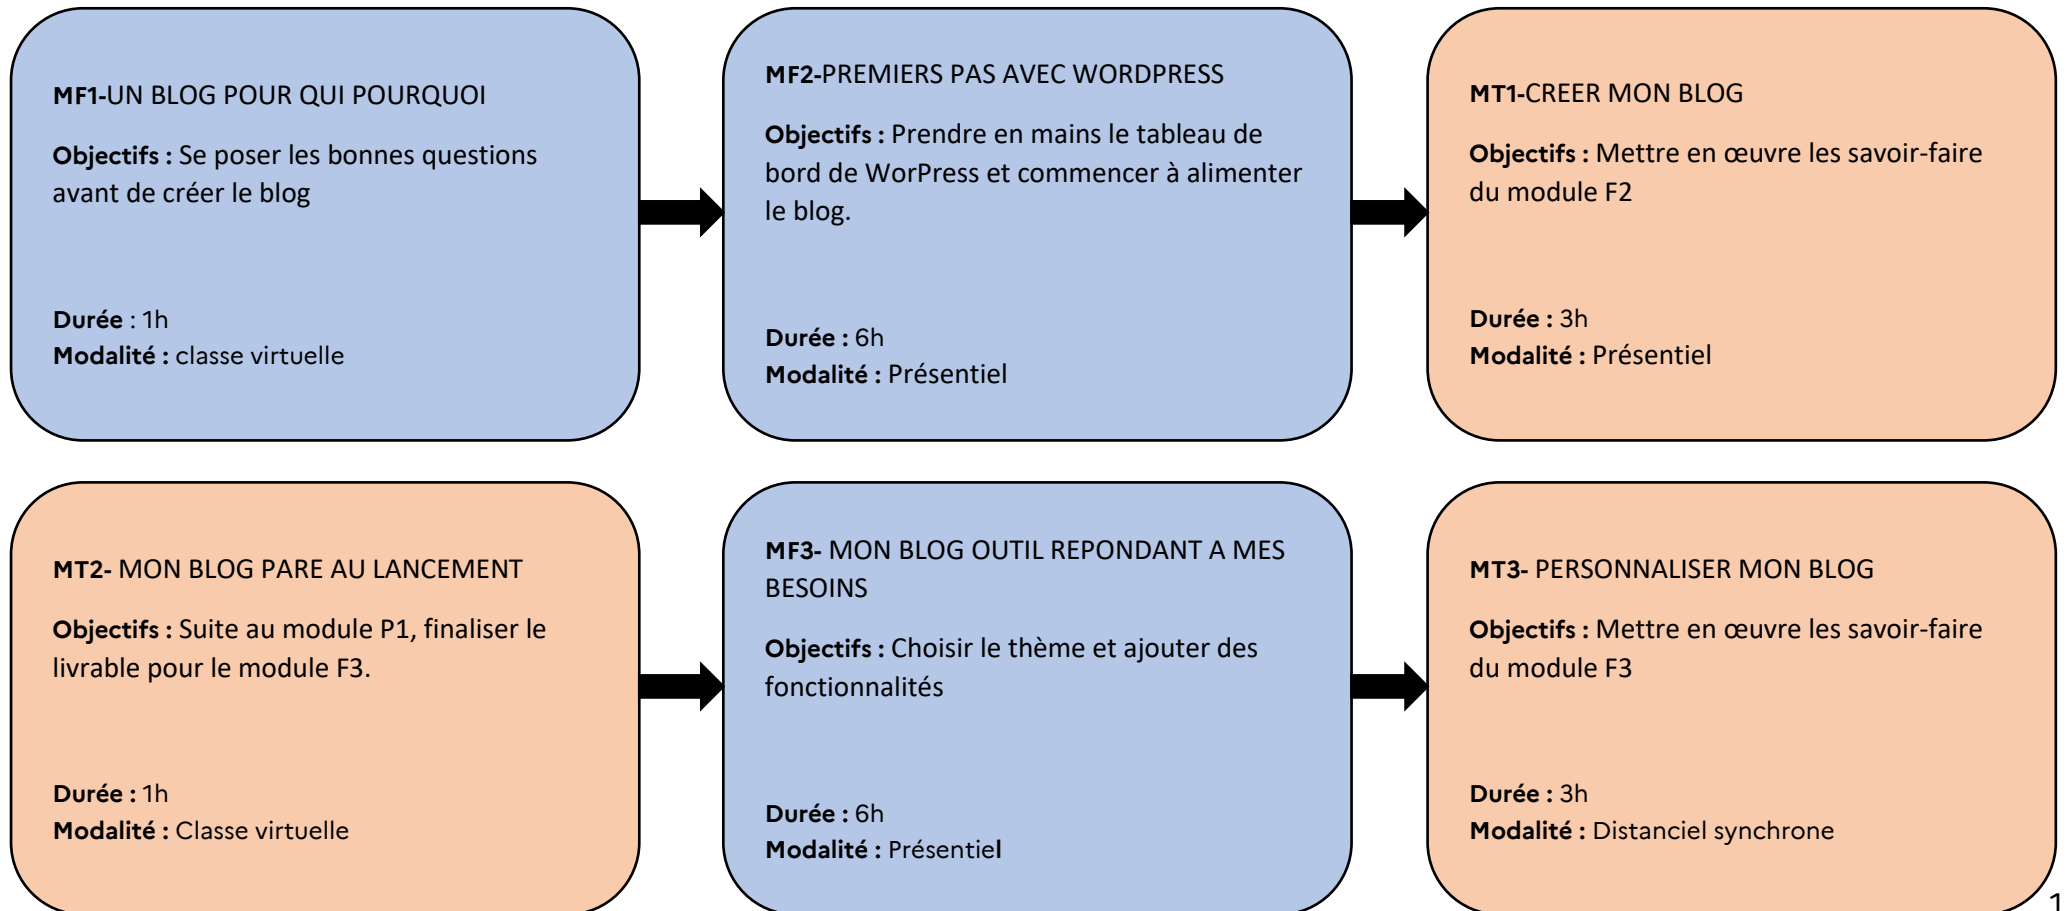 MF1-UN BLOG POUR QUI POURQUOI
Objectifs : Se poser les bonnes questions
avant de créer le blog
Durée : 1h
Modalité : classe virtuelle
MF2-PREMIERS PAS AVEC WORDPRESS
Objectifs : Prendre en mains le tableau de
bord de WorPress et commencer à alimenter
le blog.
Durée : 6h
Modalité : Présentiel
MT1-CREER MON BLOG
Objectifs : Mettre en œuvre les savoir-faire
du module F2
Durée : 3h
Modalité : Présentiel
MT2- MON BLOG PARE AU LANCEMENT
Objectifs : Suite au module P1, finaliser le
livrable pour le module F3.
Durée : 1h
Modalité : Classe virtuelle
MF3- MON BLOG OUTIL REPONDANT A MES
BESOINS
Objectifs : Choisir le thème et ajouter des
fonctionnalités
Durée : 6h
Modalité : Présentiel
MT3- PERSONNALISER MON BLOG
Objectifs : Mettre en œuvre les savoir-faire
du module F3
Durée : 3h
Modalité : Distanciel synchrone
1